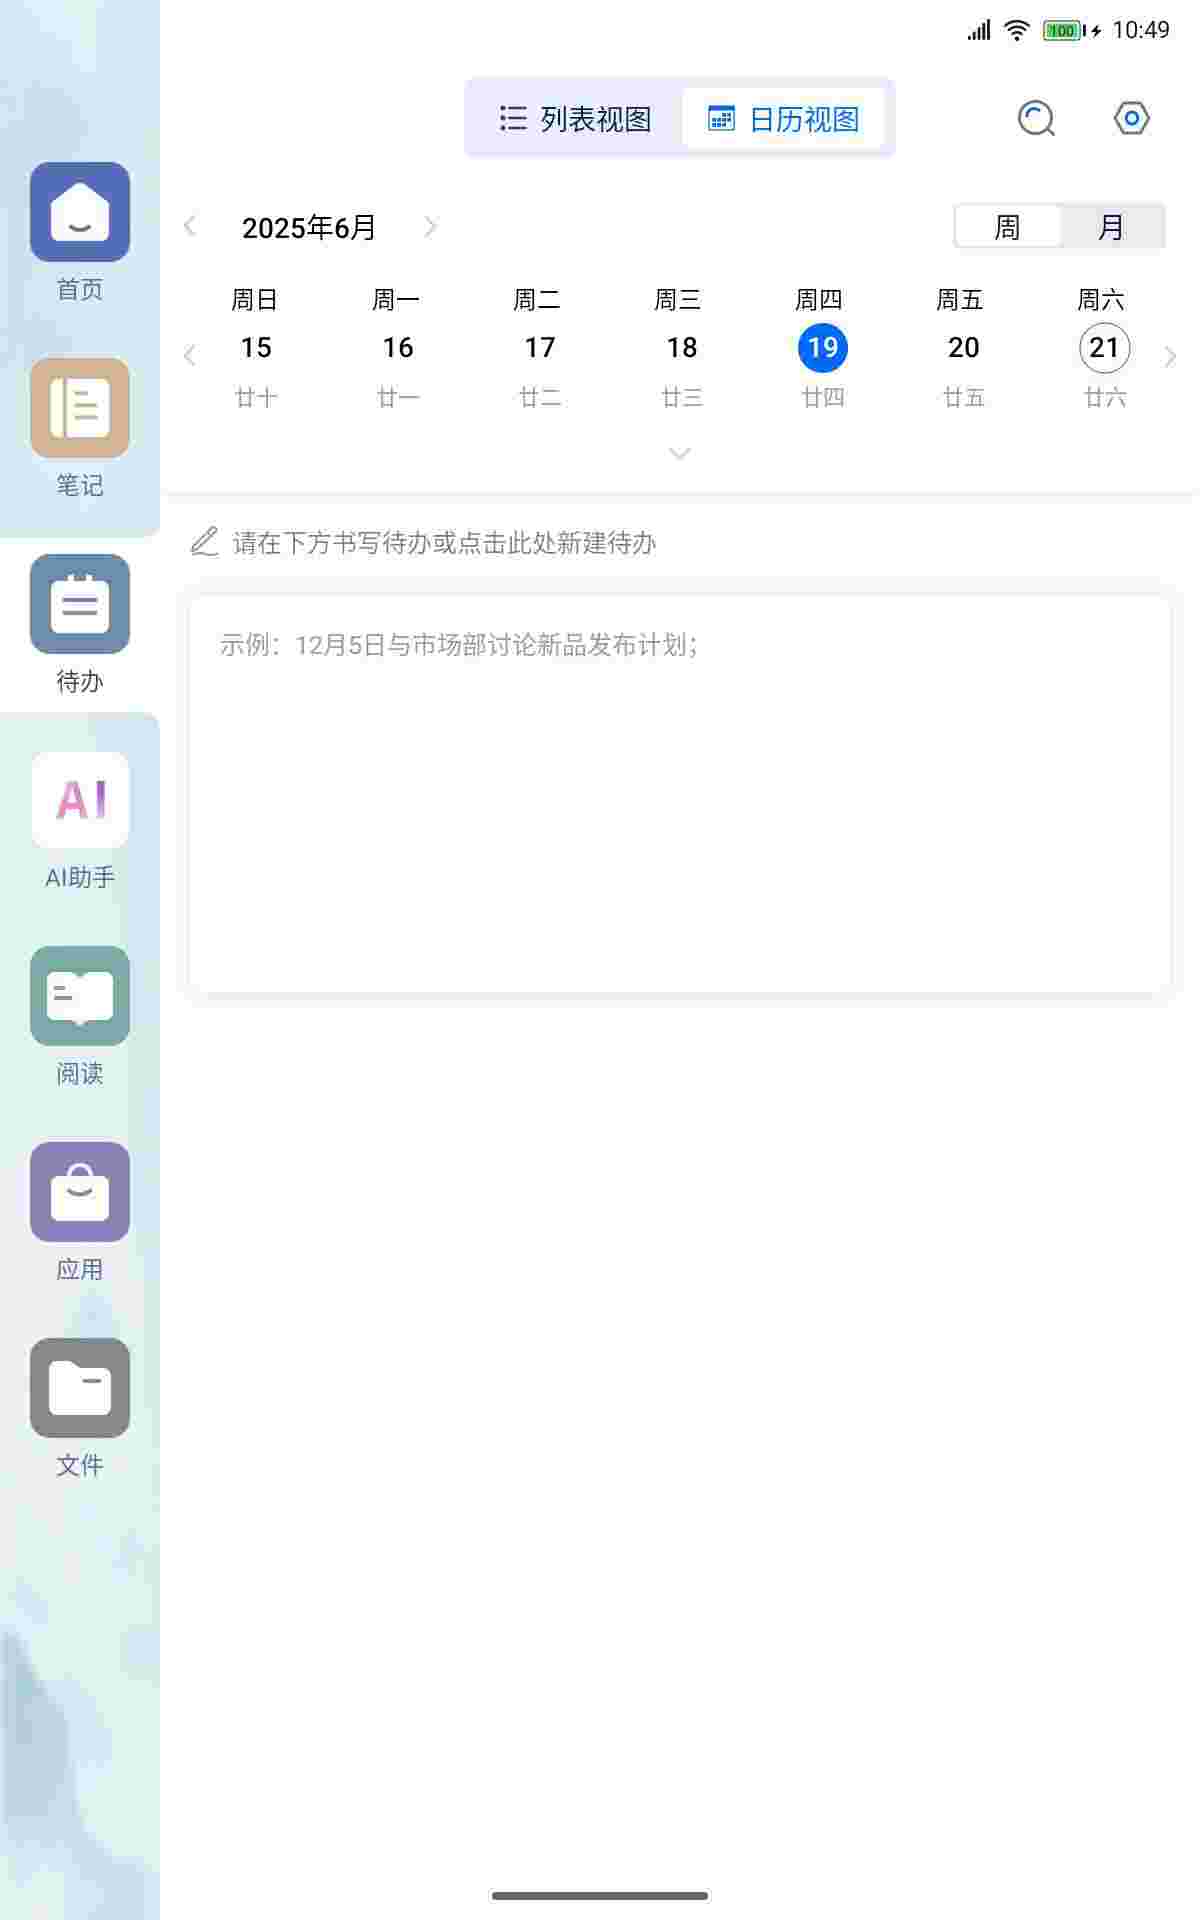 100 10:49
列表视图 日历视图
2025年6月 周 月
周日 周一 周二 周三 周四 周五 周六
15 16 17 18 19 20 21
廿十 廿一 廿二 廿三 廿四 廿五 廿六
请在下方书写待办或点击此处新建待办
示例：12月5日与市场部讨论新品发布计划；
首页
笔记
待办
AI
AI助手
阅读
应用
文件